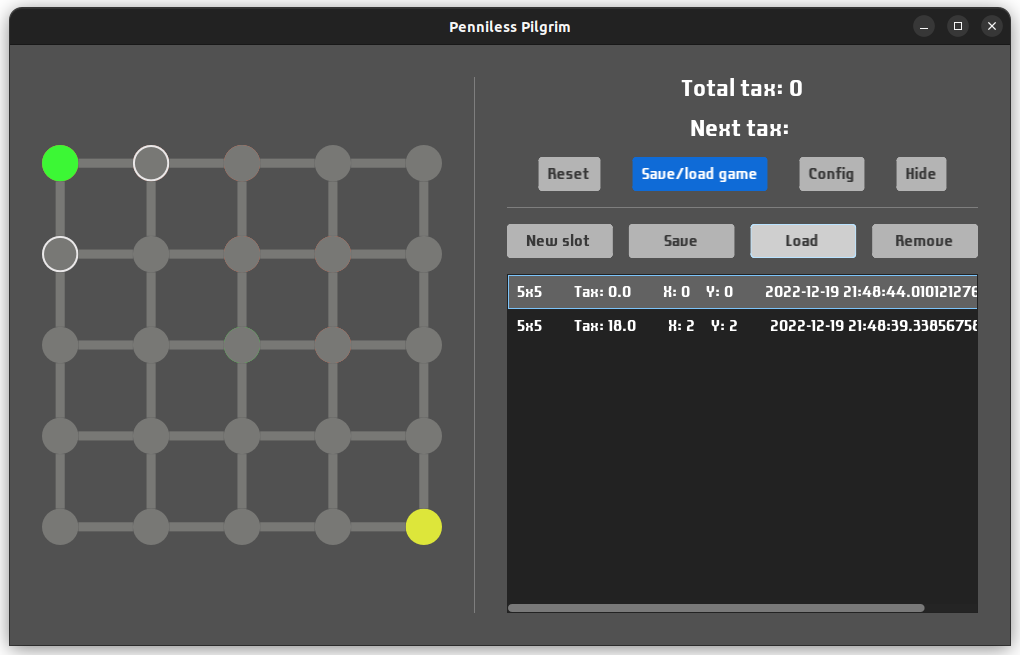 Penniless Pilgrim
Total tax: 0
Next tax:
Reset Save/load game Config Hide
New slot Save Load Remove
5x5 Tax: 0.0 X: 0 Y: 0 2022-12-19 21:48:44.010121276
5x5 Tax: 18.0 X: 2 Y: 2 2022-12-19 21:48:39.33856758